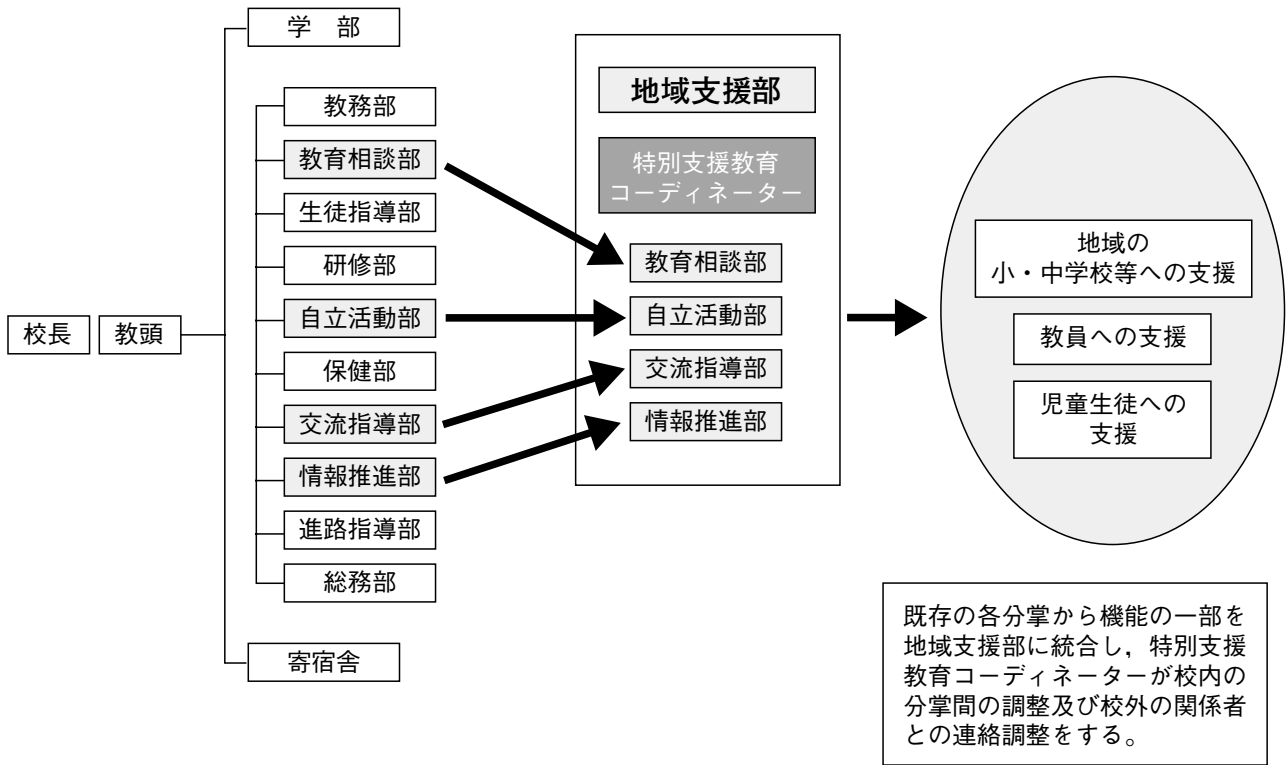 学　部
教務部
教育相談部
生徒指導部
研修部
自立活動部
保健部
交流指導部
情報推進部
進路指導部
総務部
寄宿舎
校長
教頭
地域支援部
特別支援教育
コーディネーター
教育相談部
自立活動部
交流指導部
情報推進部
地域の
小・中学校等への支援
教員への支援
児童生徒への
支援
既存の各分掌から機能の一部を
地域支援部に統合し，特別支援
教育コーディネーターが校内の
分掌間の調整及び校外の関係者
との連絡調整をする。